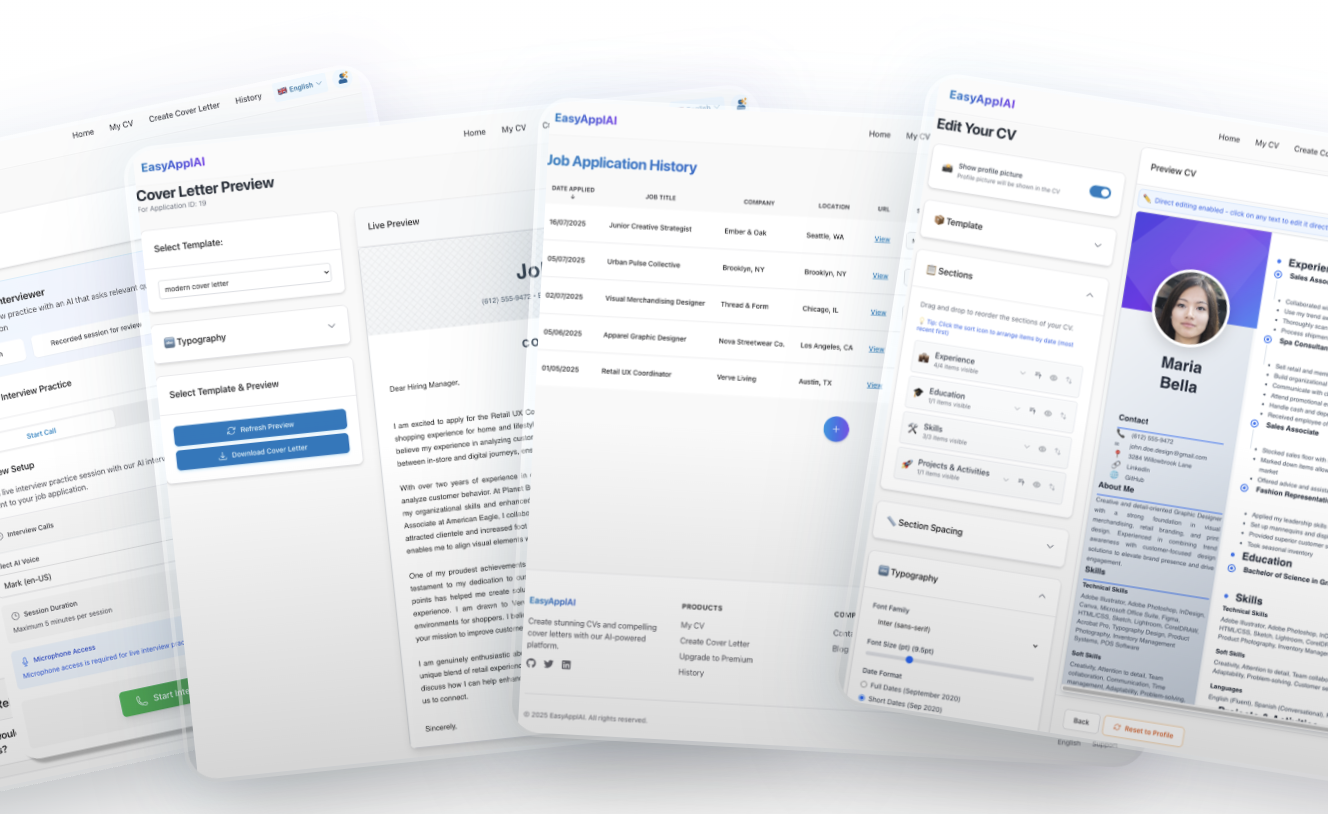 Home
My CV
Create Cover Letter
History
English
nterviewer
practice with an AI that asks relevant
Recorded session for review
Interview Practice
Start Call
ew Setup
live interview practice session with our AI
nt to your job application.
Interview Calls
lect AI Voice
Mark (en-US)
Session Duration
Maximum 5 minutes per session
Microphone Access
Microphone access is required for live interview
Start
EasyApplAI
Home
My CV
Cover Letter Preview
For Application ID: 19
Select Template:
modern cover letter
Typography
Select Template & Preview
Refresh Preview
Download Cover Letter
Live Preview
Jo
(612) 555-9472 •
Dear Hiring Manager,
I am excited to apply for the Retail UX Co
shopping experience for home and lifestyl
believe my experience in analyzing custom
between in-store and digital journeys, ens
With over two years of experience in
analyze customer behavior. At Planet B
my organizational skills and enhanced
Associate at American Eagle, I collabo
attracted clientele and increased foot
enables me to align visual elements w
One of my proudest achievements
testament to my dedication to cus
points has helped me create solu
experience. I am drawn to Verv
environments for shoppers. I beli
your mission to improve custome
I am genuinely enthusiastic abo
unique blend of retail experienc
discuss how I can help enhanc
us to connect.
Sincerely,
EasyApplAI
Home
My CV
Job Application History
DATE APPLIED
JOB TITLE
COMPANY
LOCATION
URL
16/07/2025 Junior Creative Strategist Ember & Oak Seattle, WA View
05/07/2025 Urban Pulse Collective Brooklyn, NY Brooklyn, NY View
02/07/2025 Visual Merchandising Designer Thread & Form Chicago, IL View
05/06/2025 Apparel Graphic Designer Nova Streetwear Co. Los Angeles, CA View
01/05/2025 Retail UX Coordinator Verve Living Austin, TX View
+
EasyApplAI
Create stunning CVs and compelling
cover letters with our AI-powered
platform.
PRODUCTS
My CV
Create Cover Letter
Upgrade to Premium
History
COMP
Conta
Blog
© 2025 EasyApplAI. All rights reserved.
English
EasyApplAI
Home
My CV
Create Co
Edit Your CV
Show profile picture
Profile picture will be shown in the CV
Template
Sections
Drag and drop to reorder the sections of your CV.
Tip: Click the sort icon to arrange items by data (most
recent first)
Experience
4/4 items visible
Education
1/1 items visible
Skills
3/3 items visible
Projects & Activities
1/1 items visible
Section Spacing
Typography
Font Family
Inter (sans-serif)
Font Size (pt) (9.5pt)
Date Format
Full Dates (September 2020)
Short Dates (Sep 2020)
Preview CV
Direct editing enabled – click on any text to edit it direct
Maria
Bella
Contact
(612) 555-9472
john.doe.design@gmail.com
3284 Willowbrook Lane
LinkedIn
GitHub
About Me
Creative and detail-oriented Graphic Designer
with a strong foundation in visual
merchandising, retail branding, and print
design. Experienced in combining trend
awareness with customer-focused design
solutions to elevate brand presence and drive
engagement.
Skills
Technical Skills
Adobe Illustrator, Adobe Photoshop, InDesign,
Canva, Microsoft Office Suite, Figma,
HTML/CSS, Sketch, Lightroom, CorelDRAW,
Acrobat Pro, Typography Design, Product
Photography, Inventory Management
Systems, POS Software
Soft Skills
Creativity, Attention to detail, Team
collaboration, Communication, Time
management, Adaptability, Problem-solving,
Experie
Sales Asso
Collaborated w
Use my trend aw
Thoroughly scan
Process shipmen
Spa Consultan
Set retail and
Build organizational
Communicate with c
Attend promotional e
Handle cash and dep
Received employee of
Sales Associate
Stocked sales floor with
Marked down items allow
market
Offered advice and assist
Fashion Representati
Applied my leadership skills
Set up mannequins and disp
Provided superior customer s
Took seasonal inventory
Education
Bachelor of Science in Gr
Skills
Technical Skills
Adobe Illustrator, Adobe Photoshop, In
HTML/CSS, Sketch, Lightroom, CorelD
Photography, Inventory Management
Soft Skills
Creativity, Attention to detail, Team collabo
Adaptability, Problem-solving, Customer se
Languages
English (Fluent), Spanish (Conversational),
Back
Reset to Profile